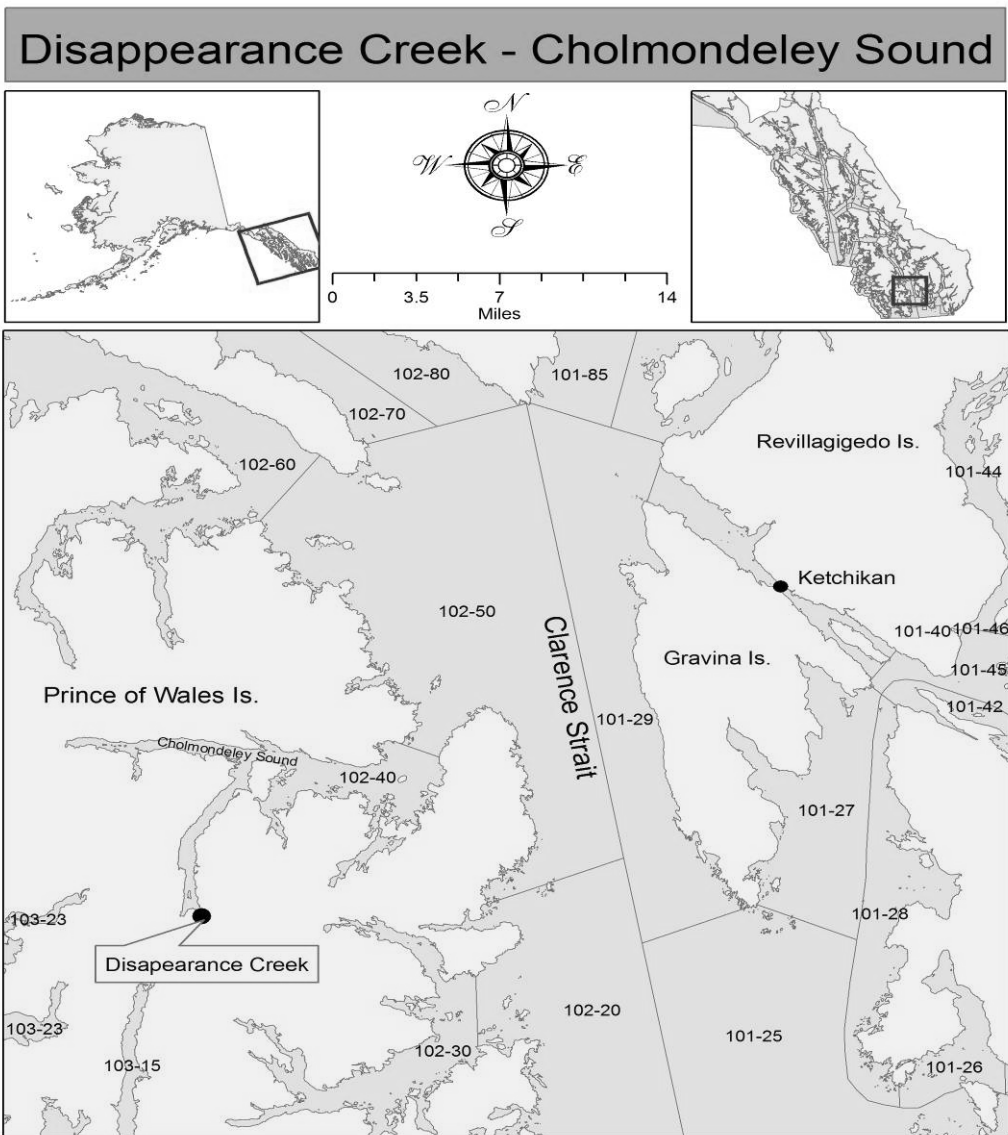 Disappearance Creek - Cholmondeley Sound
N
W E
S
0 3.5 7 14
Miles
102-80
101-85
102-70
Revillagigedo Is.
102-60
101-44
Ketchikan
102-50
101-40
101-46
Clarence Strait
Gravina Is.
101-45
Prince of Wales Is.
101-29
101-42
Cholmondeley Sound
102-40
101-27
103-23
101-28
Disapearance Creek
102-20
103-23
101-25
102-30
103-15
101-26